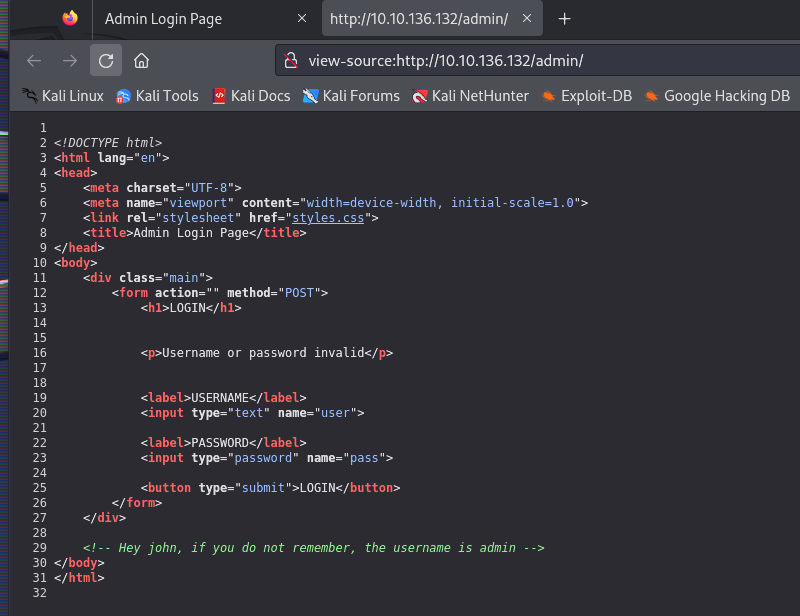 Admin Login Page
http://10.10.136.132/admin/
view-source:http://10.10.136.132/admin/
Kali Linux Kali Tools Kali Docs Kali Forums Kali NetHunter Exploit-DB Google Hacking DB
1
2 <!DOCTYPE html>
3 <html lang="en">
4 <head>
5     <meta charset="UTF-8">
6     <meta name="viewport" content="width=device-width, initial-scale=1.0">
7     <link rel="stylesheet" href="styles.css">
8     <title>Admin Login Page</title>
9 </head>
10 <body>
11     <div class="main">
12         <form action="" method="POST">
13             <h1>LOGIN</h1>
14
15
16             <p>Username or password invalid</p>
17
18
19             <label>USERNAME</label>
20             <input type="text" name="user">
21
22             <label>PASSWORD</label>
23             <input type="password" name="pass">
24
25             <button type="submit">LOGIN</button>
26         </form>
27     </div>
28
29     <!-- Hey john, if you do not remember, the username is admin -->
30 </body>
31 </html>
32